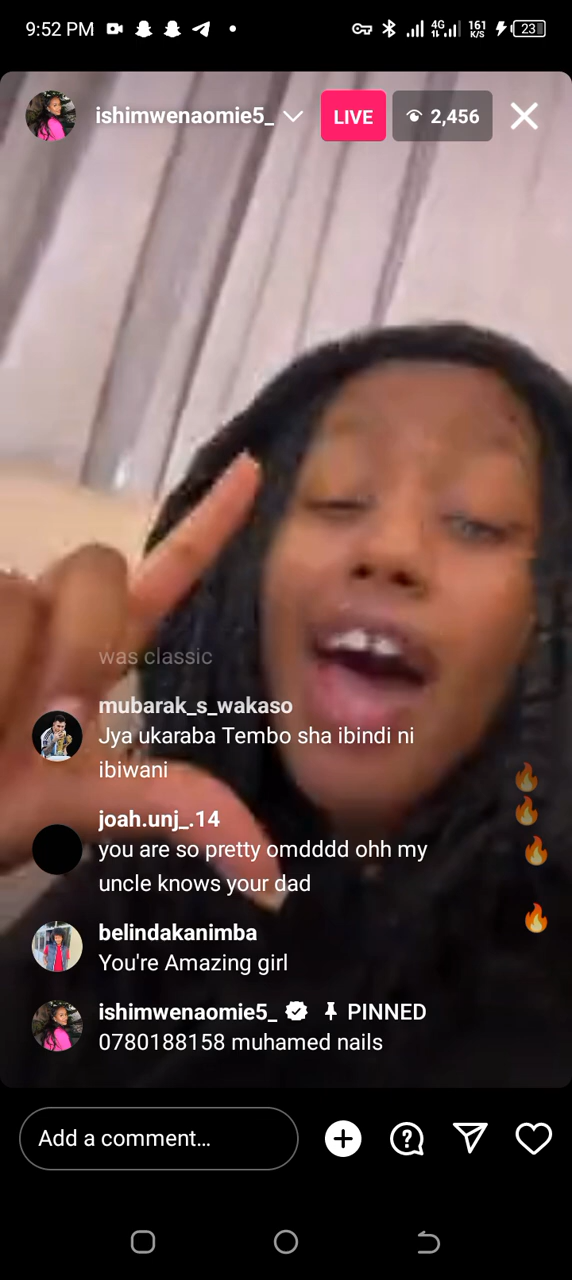 9:52 PM
4G
161
K/S
23
ishimwenaomie5_
LIVE
2,456
was classic
mubarak_s_wakaso
Jya ukaraba Tembo sha ibindi ni
ibiwani
joah.unj_.14
you are so pretty omdddd ohh my
uncle knows your dad
belindakanimba
You're Amazing girl
ishimwenaomie5_ PINNED
0780188158 muhamed nails
Add a comment...